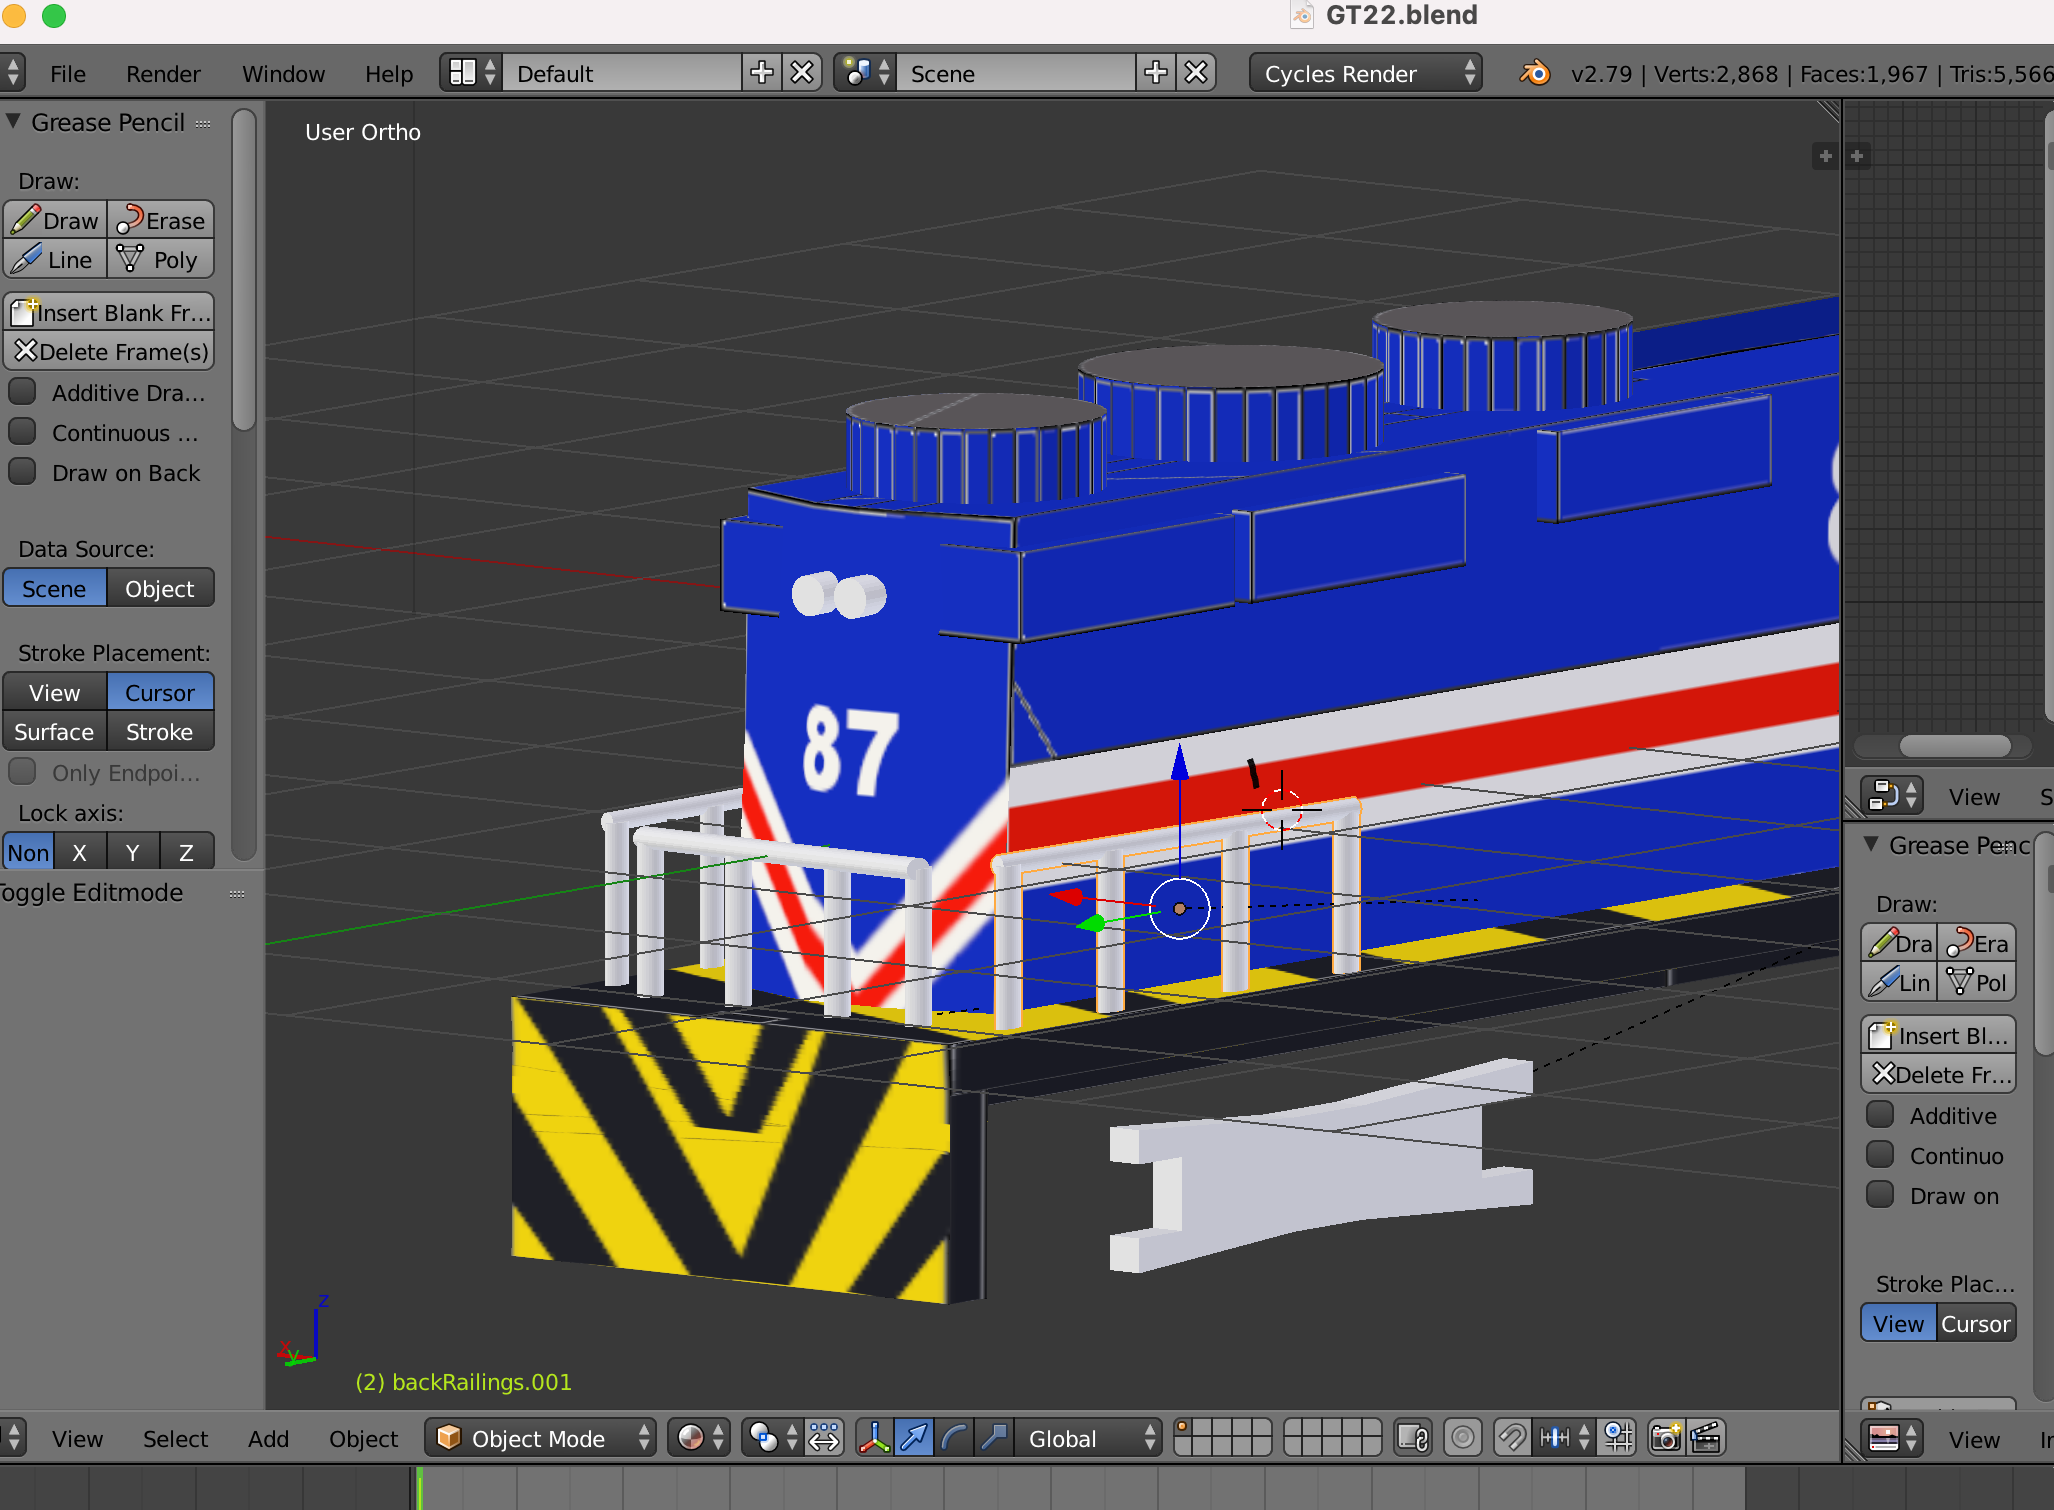 GT22.blend
File Render Window Help Default Scene Cycles Render v2.79 | Verts:2,868 | Faces:1,967 | Tris:5,566
Grease Pencil
User Ortho
Draw:
Draw Erase
Line Poly
Insert Blank Fr...
Delete Frame(s)
Additive Dra...
Continuous ...
Draw on Back
Data Source:
Scene Object
Stroke Placement:
View Cursor
Surface Stroke
Only Endpoi...
Lock axis:
Non X Y Z
oggle Editmode
87
z
x
y
(2) backRailings.001
View Select Add Object Object Mode Global
View S
Grease Penc
Draw:
Dra Era
Lin Pol
Insert Bl...
Delete Fr...
Additive
Continuo
Draw on
Stroke Plac...
View Cursor
View